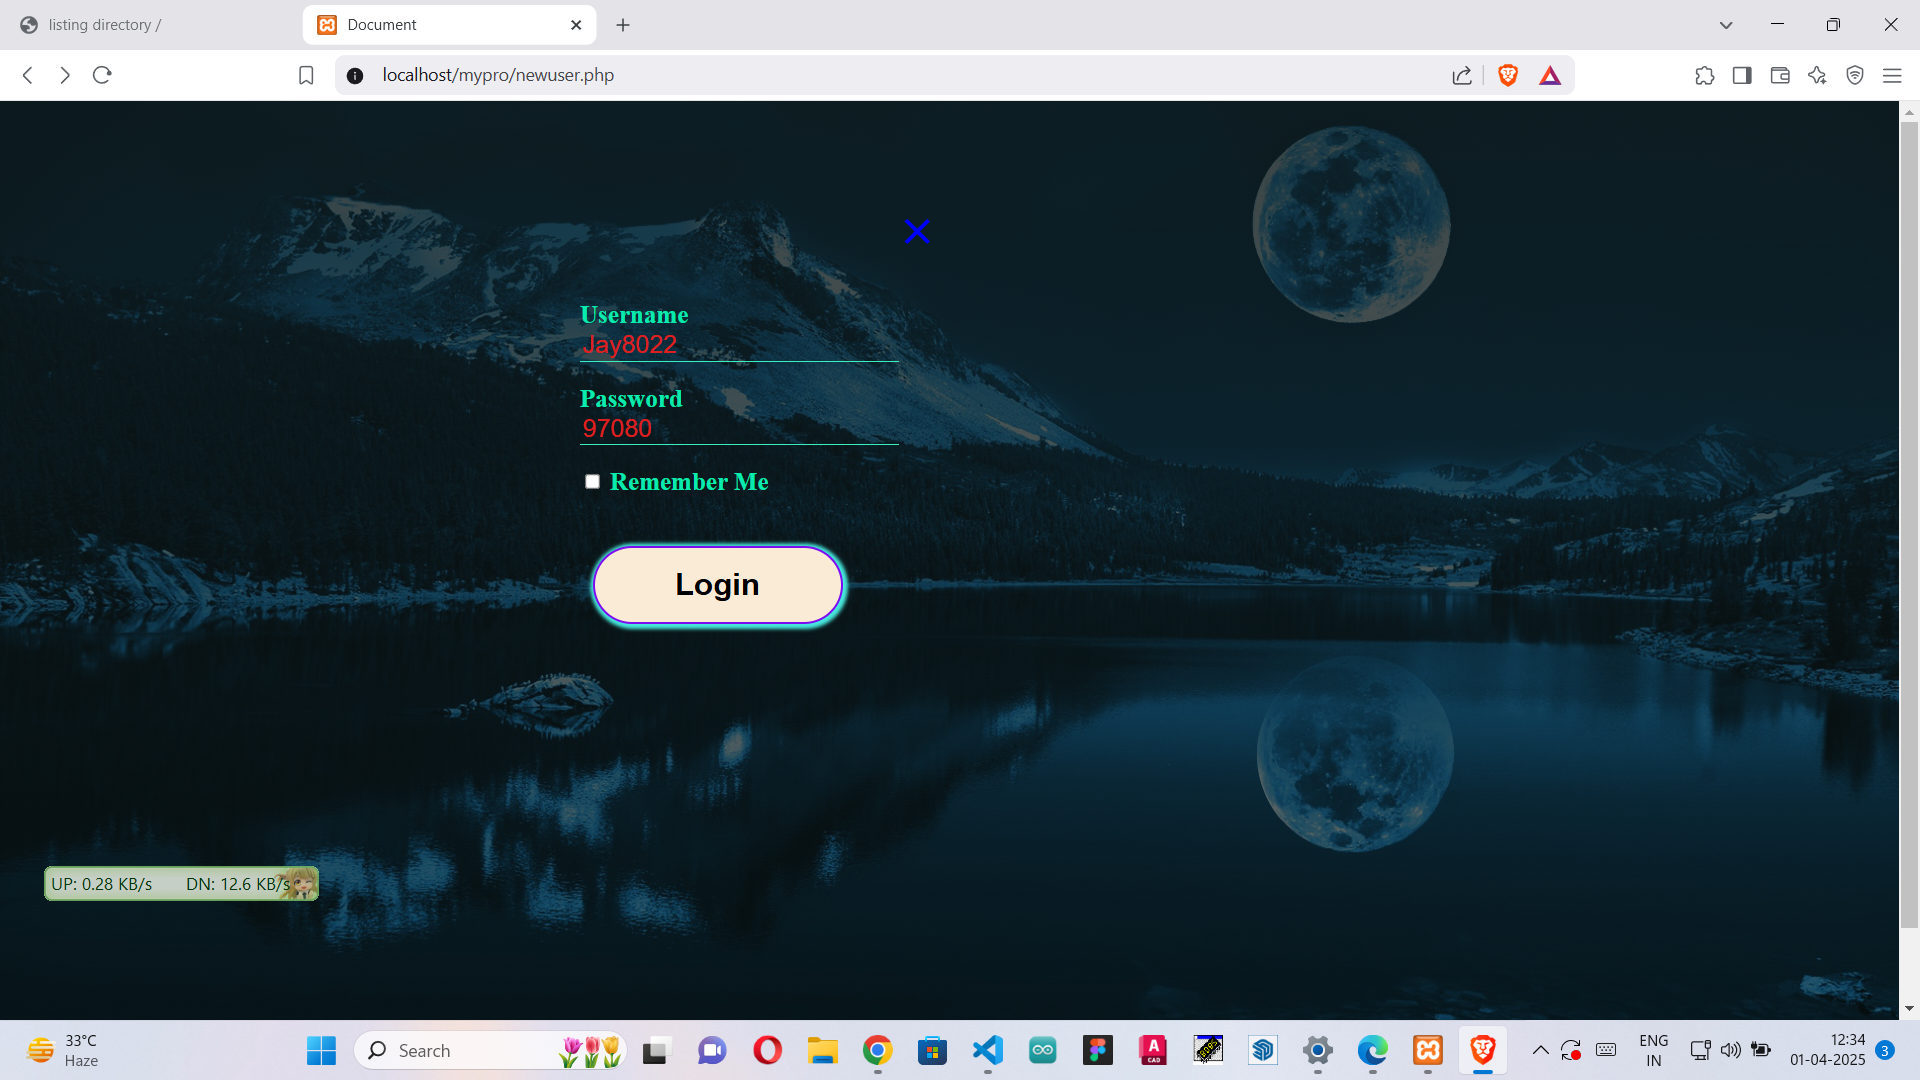 listing directory /
Document
localhost/mypro/newuser.php
Username
Jay8022
Password
97080
Remember Me
Login
UP: 0.28 KB/s DN: 12.6 KB/s
33°C
Haze
Search
A
CAD
ENG
IN
12:34
01-04-2025
3